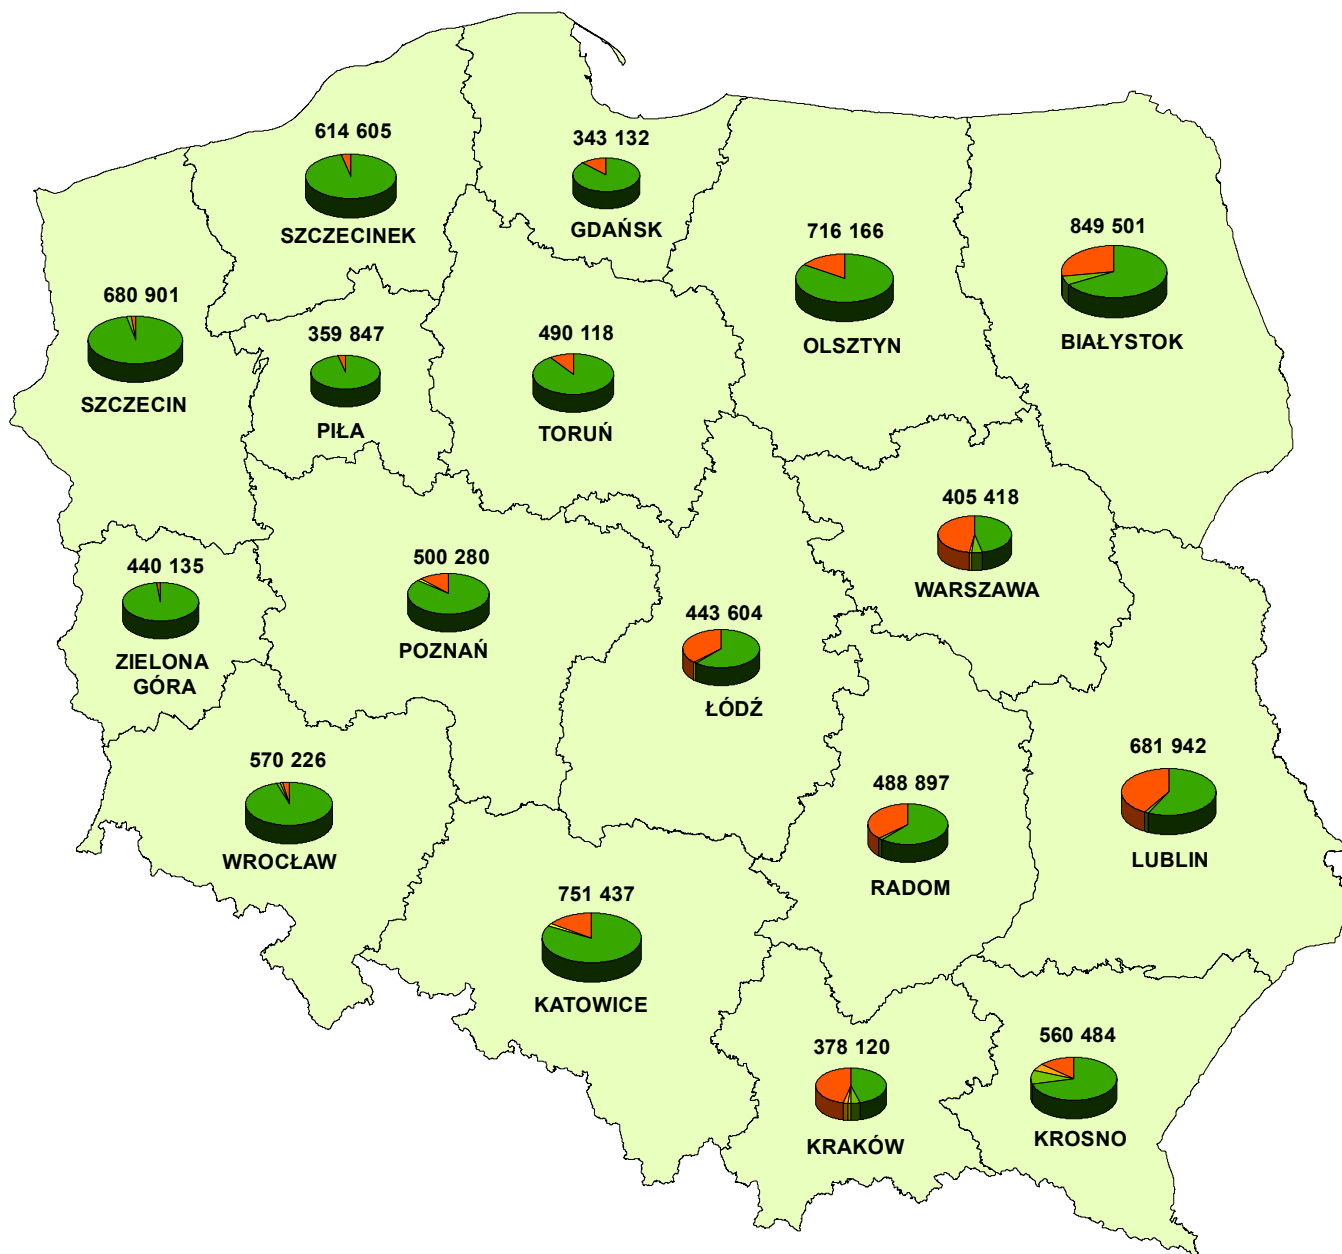 614 605
SZCZECINEK
343 132
GDAŃSK
716 166
OLSZTYN
849 501
BIAŁYSTOK
680 901
SZCZECIN
359 847
PIŁA
490 118
TORUŃ
405 418
WARSZAWA
440 135
ZIELONA
GÓRA
500 280
POZNAŃ
443 604
ŁÓDŹ
570 226
WROCŁAW
488 897
RADOM
681 942
LUBLIN
751 437
KATOWICE
378 120
KRAKÓW
560 484
KROSNO